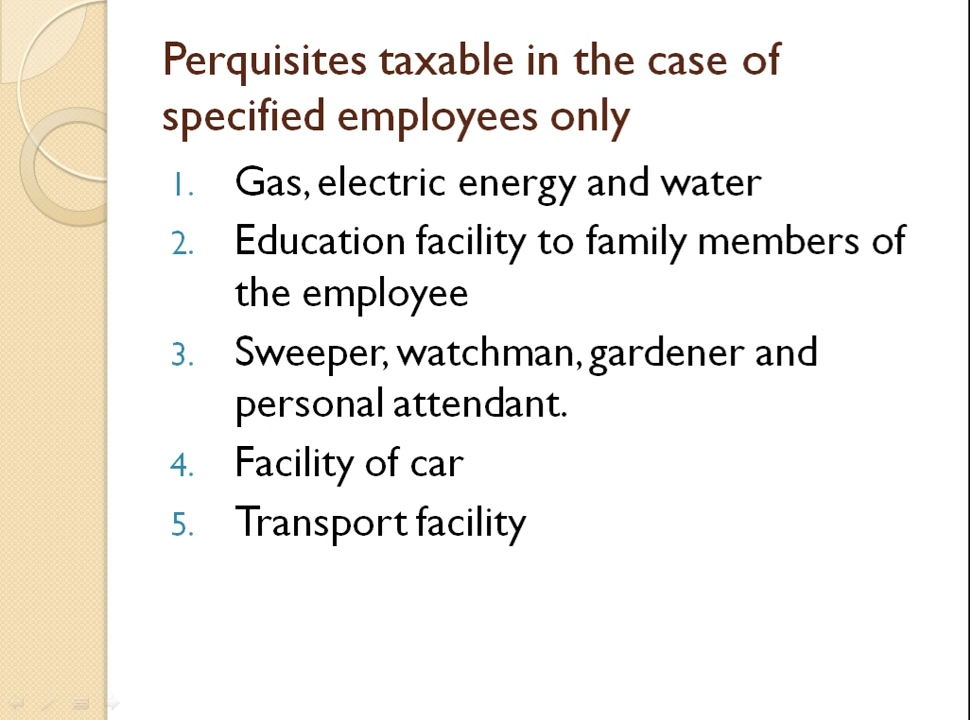 Perquisites taxable in the case of
specified employees only
1. Gas, electric energy and water
2. Education facility to family members of
the employee
3. Sweeper, watchman, gardener and
personal attendant.
4. Facility of car
5. Transport facility